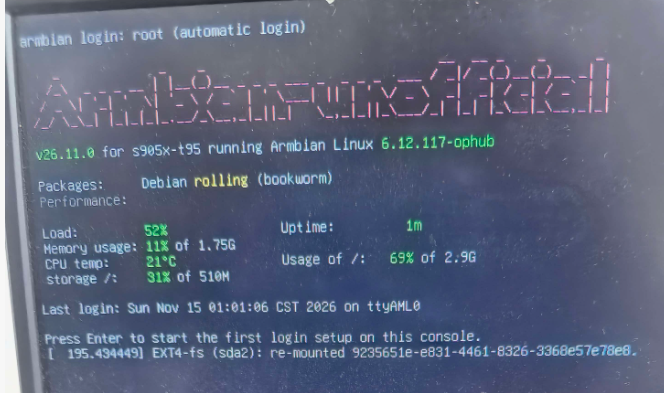 armbian login: root (automatic login)
Armbian-unofficial
v26.11.0 for s905x-t95 running Armbian Linux 6.12.117-ophub
Packages: Debian rolling (bookworm)
Performance:
Load: 52% Uptime: 1m
Memory usage: 11% of 1.75G
CPU temp: 21°C Usage of /: 69% of 2.9G
storage /: 31% of 510M
Last login: Sun Nov 15 01:01:06 CST 2026 on ttyAML0
Press Enter to start the first login setup on this console.
[ 195.434449] EXT4-fs (sda2): re-mounted 9235651e-e831-4461-8326-3368e57e78e8.